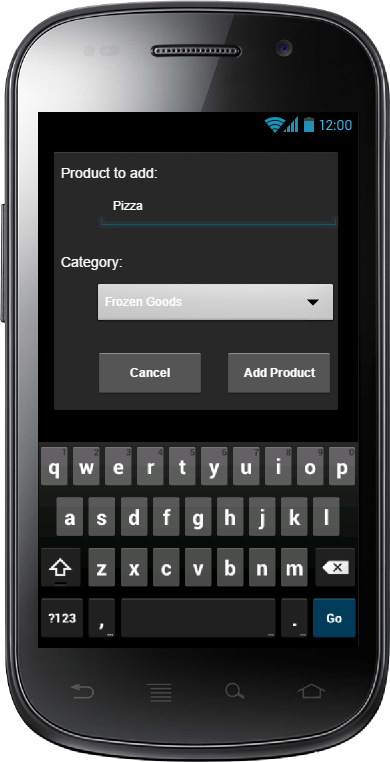 12:00
Product to add:
Pizza
Category:
Frozen Goods
Cancel Add Product
1 2 3 4 5 6 7 8 9 0
q w e r t y u i o p
a s d f g h j k l
z x c v b n m
?123 , ... . ... Go